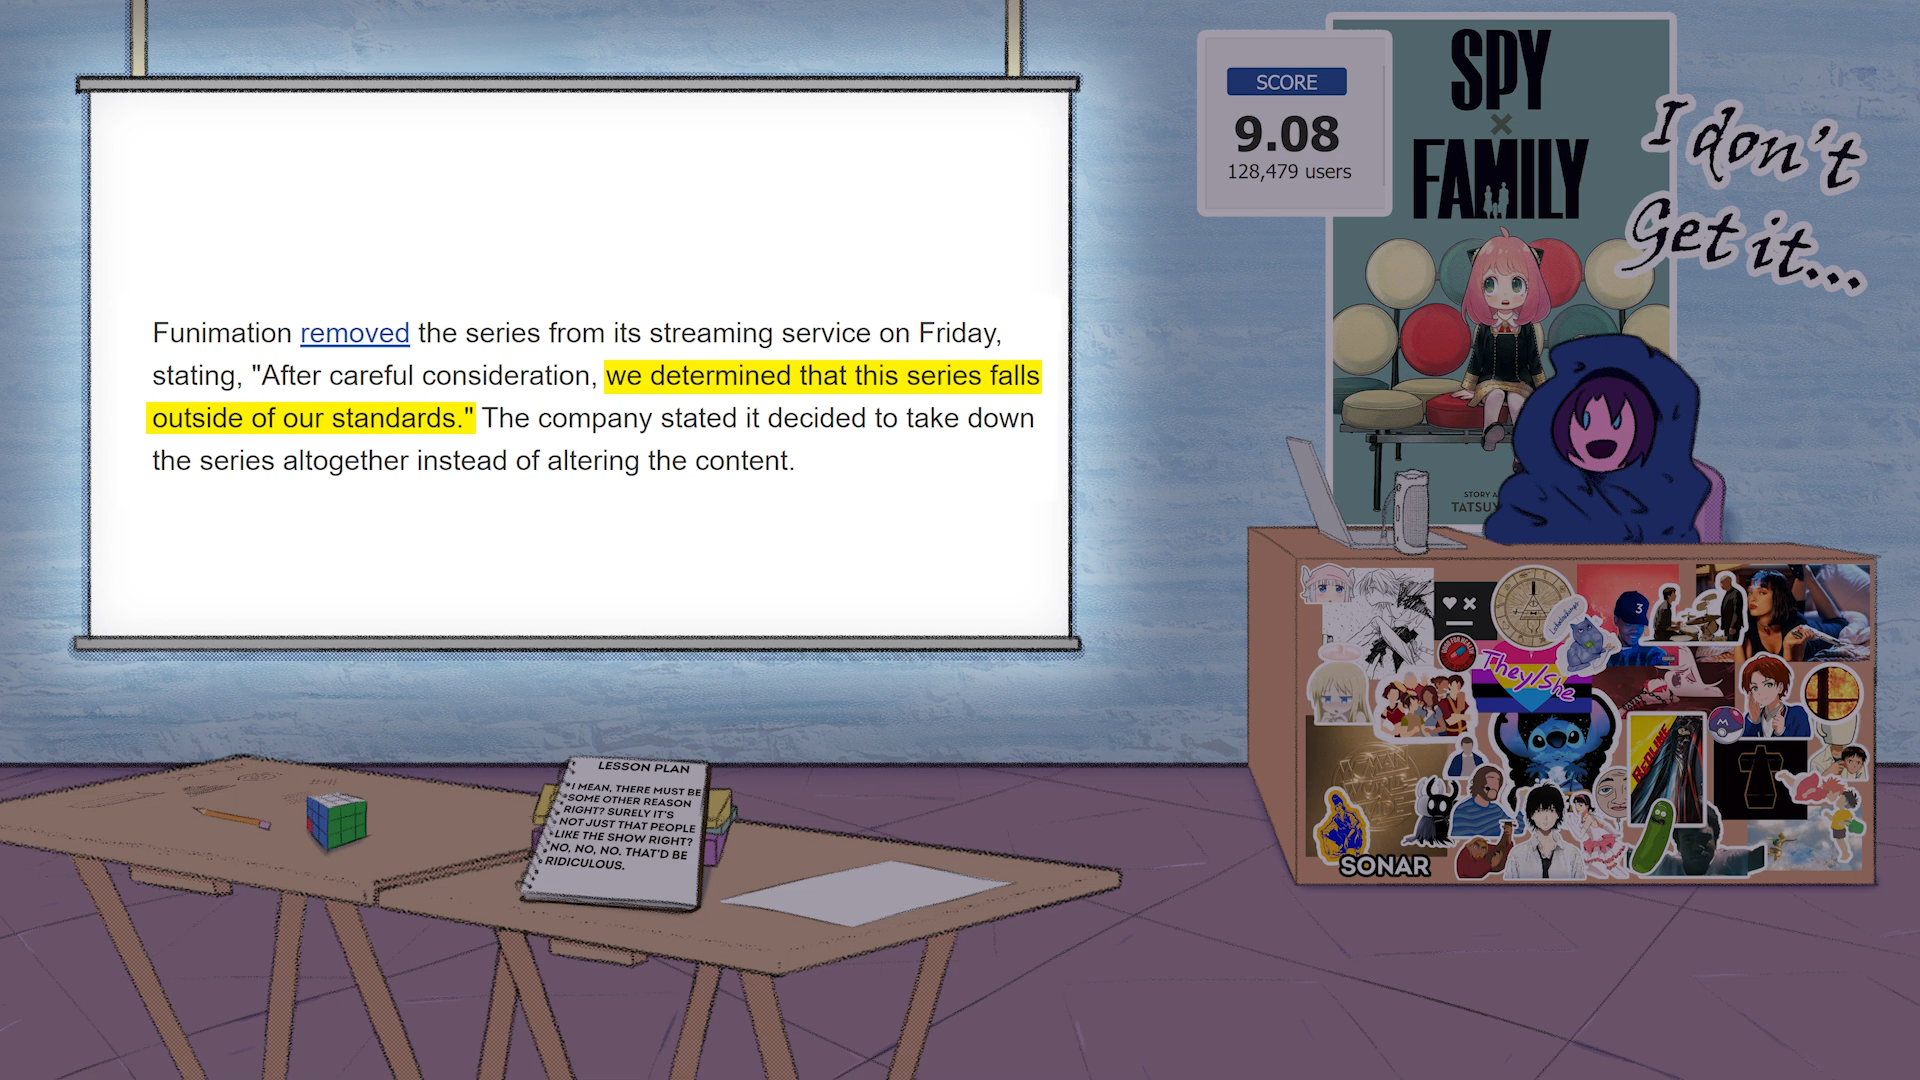 Funimation removed the series from its streaming service on Friday,
stating, "After careful consideration, we determined that this series falls
outside of our standards." The company stated it decided to take down
the series altogether instead of altering the content.
SCORE
9.08
128,479 users
SPY
×
FAMILY
I don't
Get it...
STORY A
TATSUY
LESSON PLAN
I MEAN, THERE MUST BE
SOME OTHER REASON
RIGHT? SURELY IT'S
NOT JUST THAT PEOPLE
LIKE THE SHOW RIGHT?
NO, NO, NO. THAT'D BE
RIDICULOUS.
3
They/She
REDLINE
M
SONAR